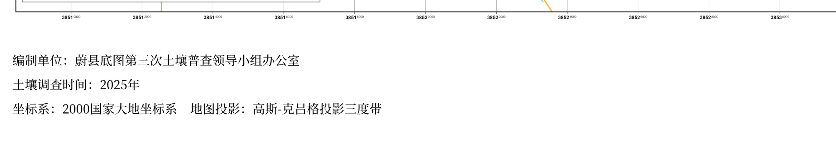 编制单位：蔚县底图第三次土壤普查领导小组办公室
土壤调查时间：2025年
坐标系：2000国家大地坐标系 地图投影：高斯-克吕格投影三度带